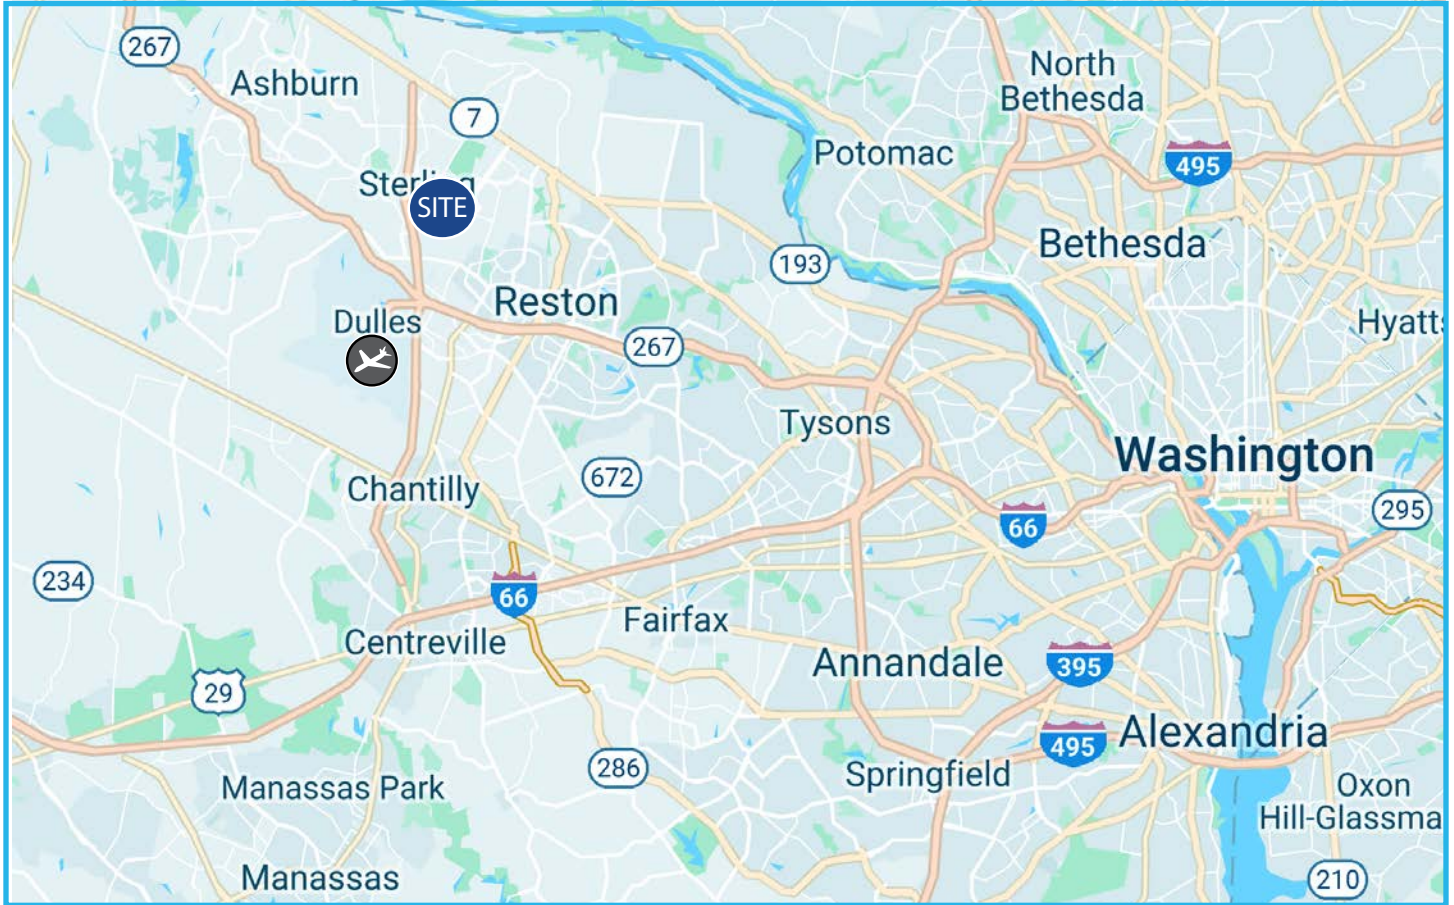 267
Ashburn
North
Bethesda
7
Potomac
495
Sterling
SITE
Bethesda
193
Reston
Dulles
Hyatts
267
Tysons
Washington
Chantilly
672
66
295
234
66
Fairfax
Centreville
Annandale
395
29
Alexandria
495
286
Springfield
Manassas Park
Oxon
Hill-Glassma
Manassas
210